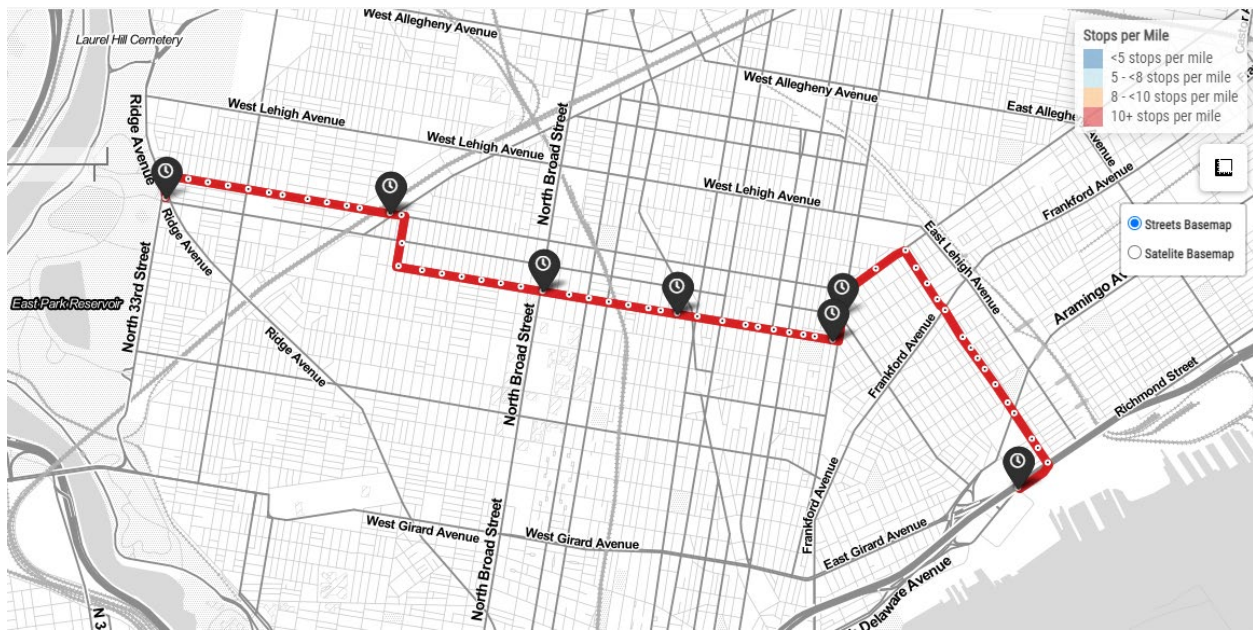 West Allegheny Avenue
Laurel Hill Cemetery
Stops per Mile
<5 stops per mile
5 - <8 stops per mile
8 - <10 stops per mile
10+ stops per mile
West Allegheny Avenue
East Alleg
Avenue
Ridge Avenue
West Lehigh Avenue
West Lehigh Avenue
North Broad Street
West Lehigh Avenue
Frankford Avenue
Streets Basemap
Satelite Basemap
Ridge Avenue
North 33rd Street
East Lehigh Avenue
Aramingo Av
East Park Reservoir
Ridge Avenue
North Broad Street
Frankford Avenue
Richmond Street
Frankford Avenue
West Girard Avenue
West Girard Avenue
East Girard Avenue
North Broad Street
Delaware Avenue
N 3